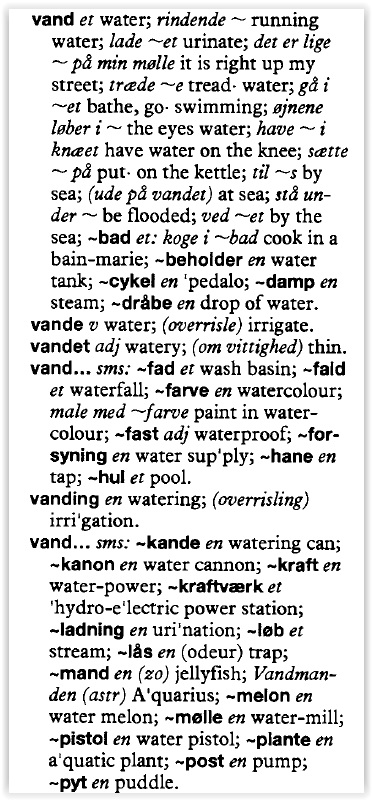 vand et water; rindende ~ running
water; lade ~et urinate; det er lige
~ på min mølle it is right up my
street; træde ~e tread· water; gå i
~et bathe, go· swimming; øjnene
løber i ~ the eyes water; have ~ i
knæet have water on the knee; sætte
~ på put· on the kettle; til ~s by
sea; (ude på vandet) at sea; stå un-
der ~ be flooded; ved ~et by the
sea; ~bad et: koge i ~bad cook in a
bain-marie; ~beholder en water
tank; ~cykel en 'pedalo; ~damp en
steam; ~dråbe en drop of water.
vande v water; (overrisle) irrigate.
vandet adj watery; (om vittighed) thin.
vand... sms: ~fad et wash basin; ~fald
et waterfall; ~farve en watercolour;
male med ~farve paint in water-
colour; ~fast adj waterproof; ~for-
syning en water sup'ply; ~hane en
tap; ~hul et pool.
vanding en watering; (overrisling)
irri'gation.
vand... sms: ~kande en watering can;
~kanon en water cannon; ~kraft en
water-power; ~kraftværk et
'hydro-e'lectric power station;
~ladning en uri'nation; ~løb et
stream; ~lås en (odeur) trap;
~mand en (zo) jellyfish; Vandman-
den (astr) A'quarius; ~melon en
water melon; ~mølle en water-mill;
~pistol en water pistol; ~plante en
a'quatic plant; ~post en pump;
~pyt en puddle.